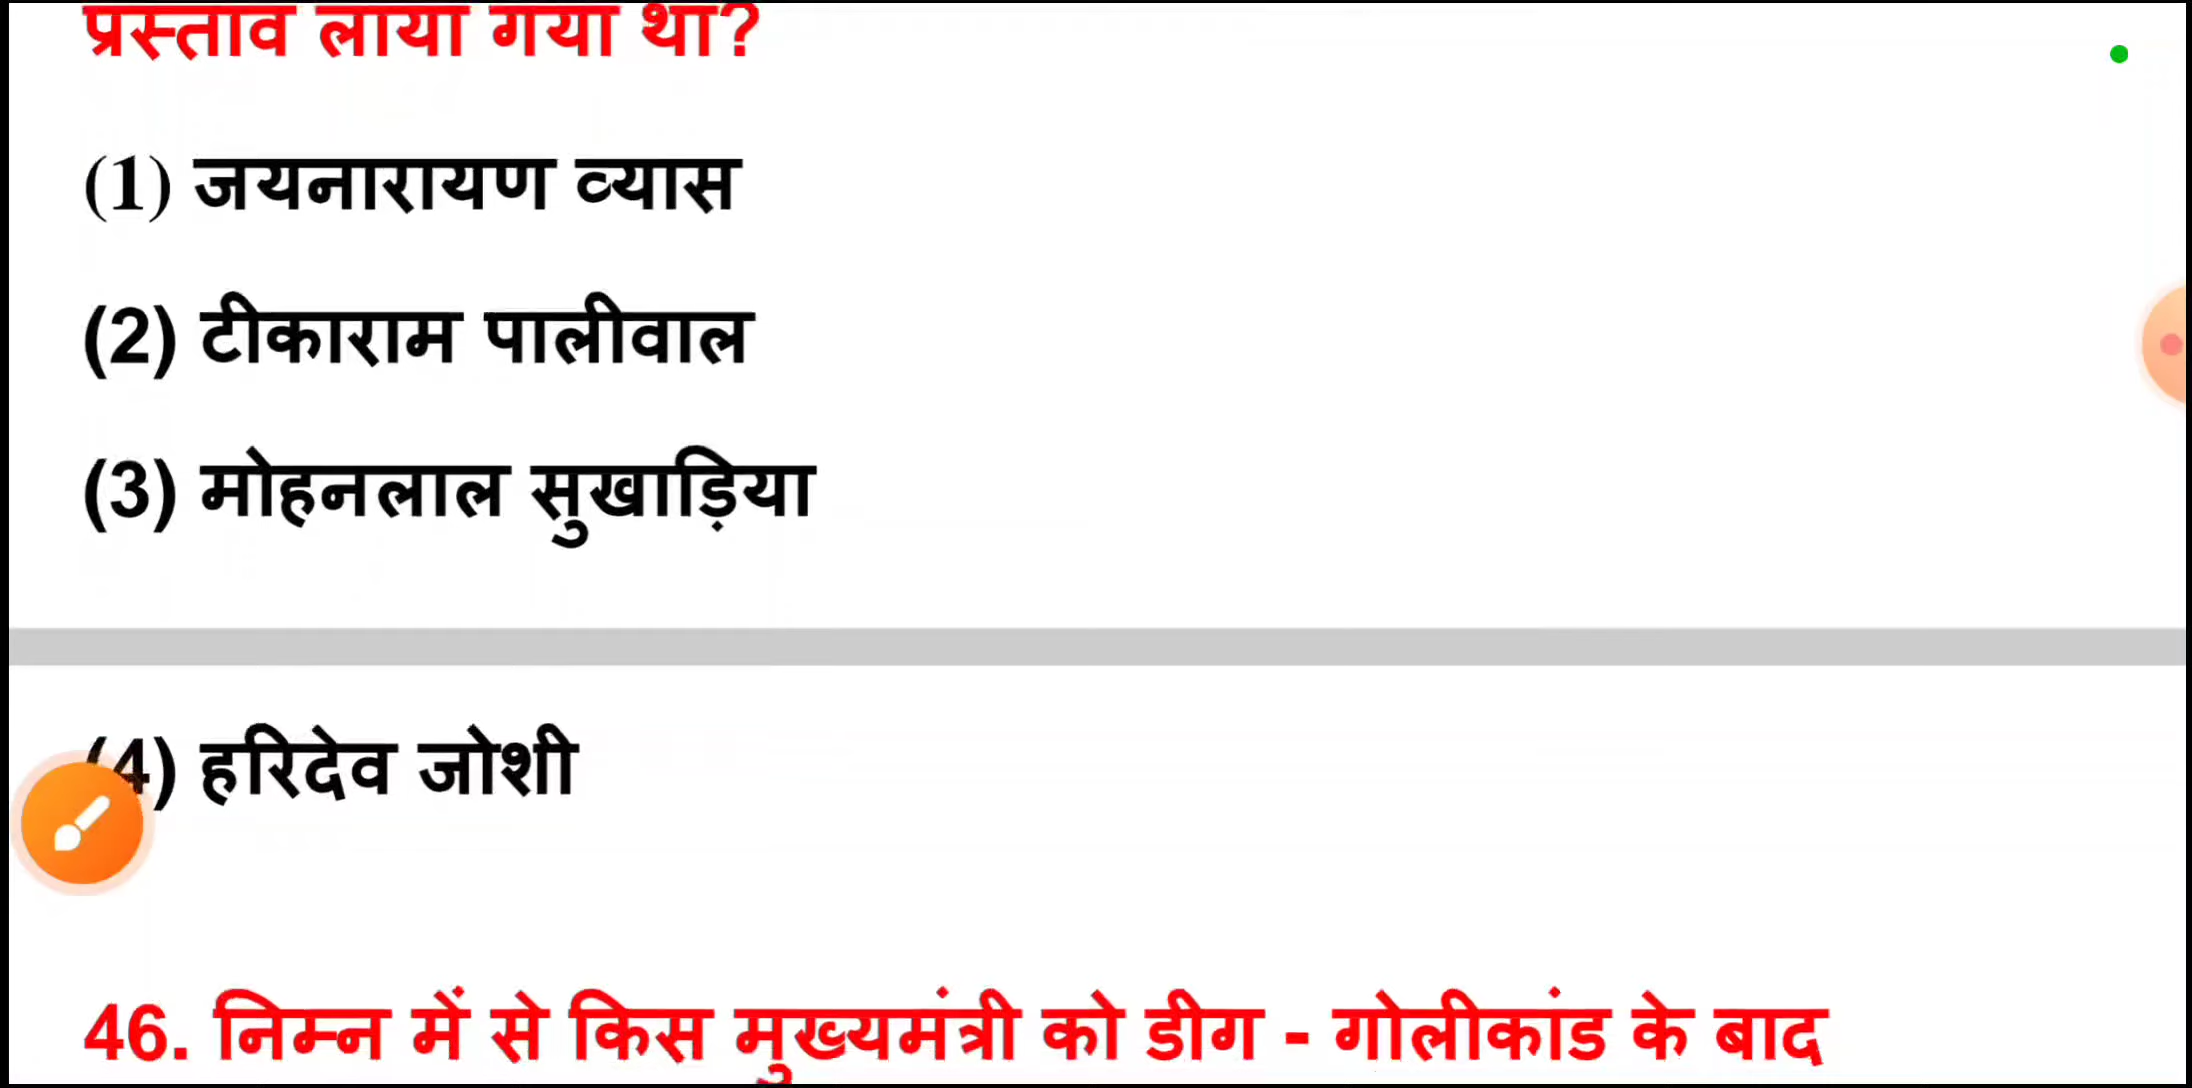 प्रस्ताव लाया गया था?
(1) जयनारायण व्यास
(2) टीकाराम पालीवाल
(3) मोहनलाल सुखाड़िया
(4) हरिदेव जोशी
46. निम्न में से किस मुख्यमंत्री को डीग - गोलीकांड के बाद